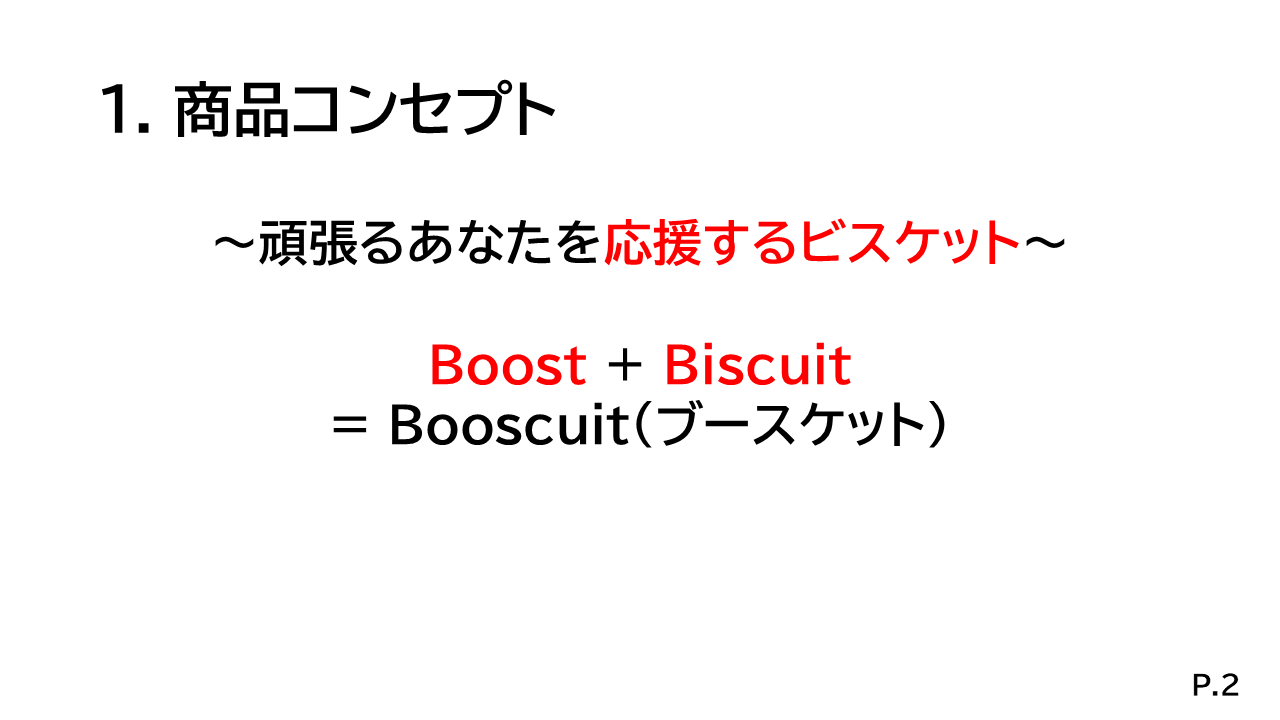 1. 商品コンセプト
～頑張るあなたを応援するビスケット～
Boost + Biscuit
= Booscuit（ブースケット）
P.2